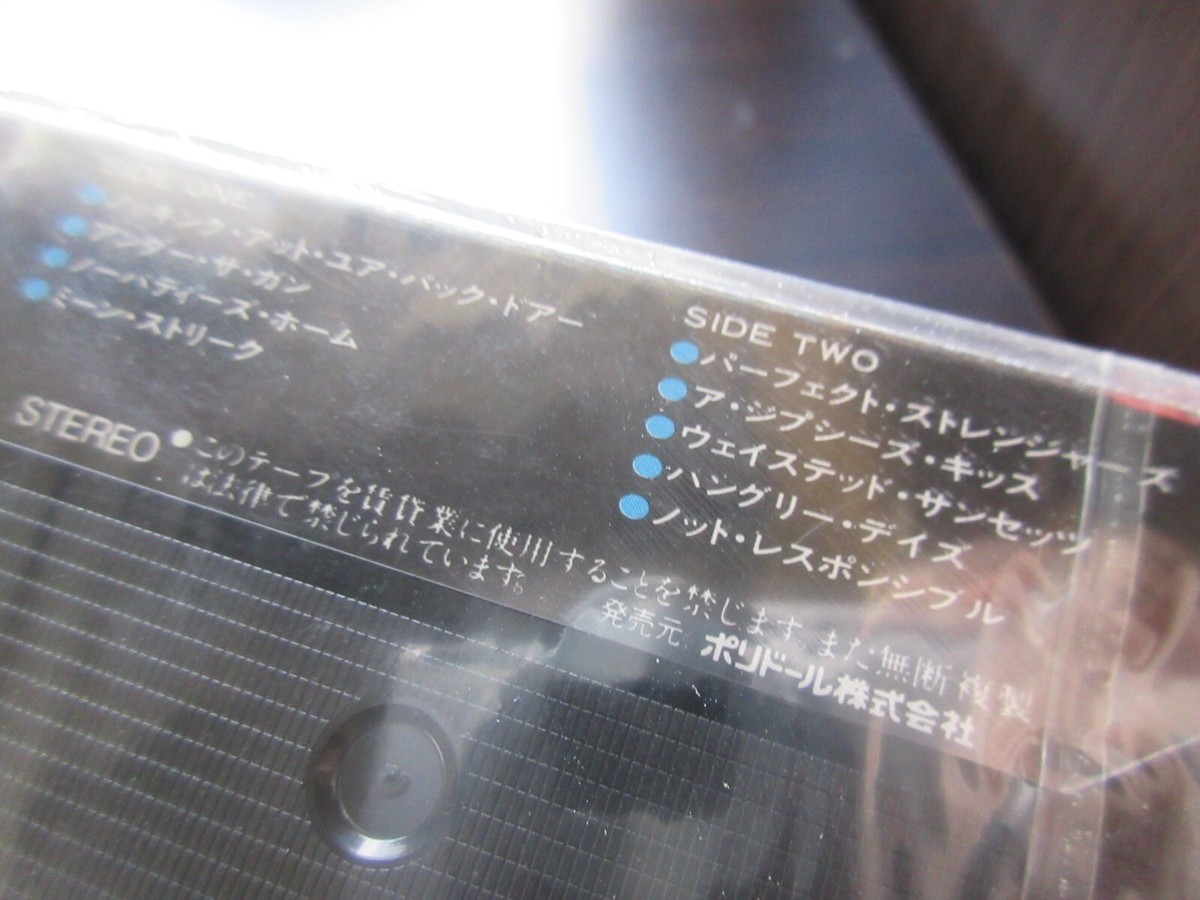 SIDE ONE
ノッキング・アット・ユア・バック・ドアー
アンダー・ザ・ガン
ノーバディーズ・ホーム
ミーン・ストリーク
SIDE TWO
パーフェクト・ストレンジャーズ
ア・ジプシーズ・キッス
ウェイステッド・サンセッツ
ハングリー・デイズ
ノット・レスポンシブル
STEREO
●このテープを賃貸業に使用することを禁じます。また無断複製
は法律で禁じられています。
発売元 ポリドール株式会社